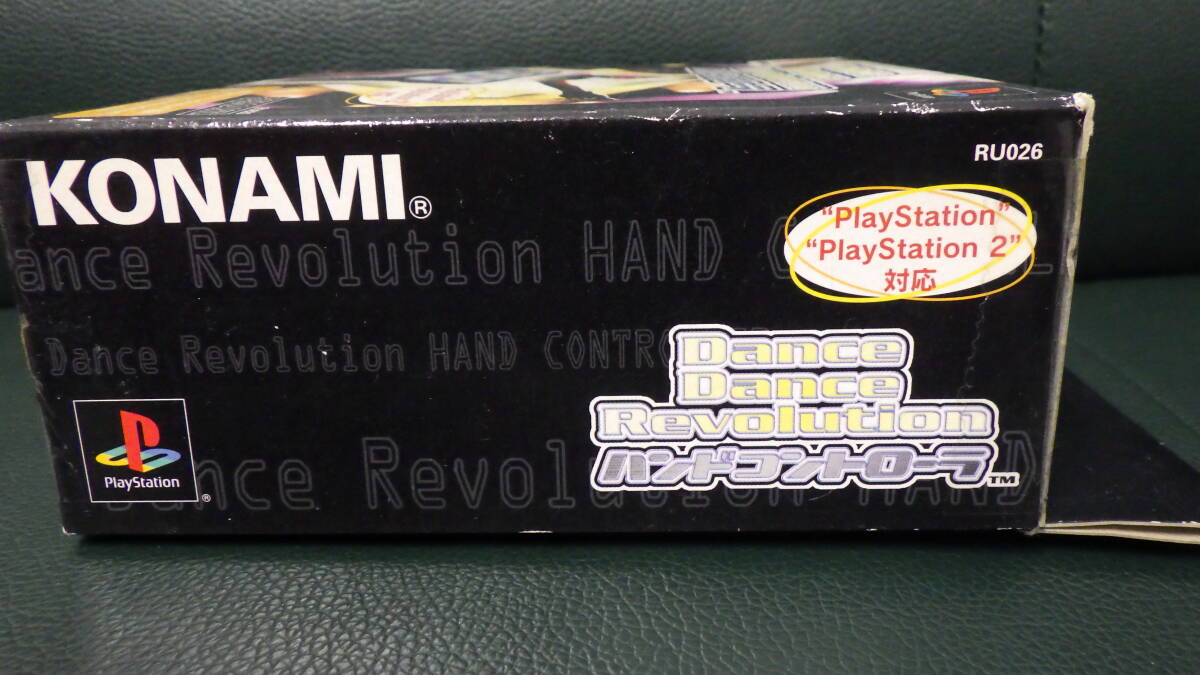 RU026
KONAMI®
"PlayStation"
"PlayStation 2"
対応
ance Revolution HAND C
Dance Revolution HAND CONTR
Dance
Dance
Revolution
ハンドコントローラ™
PlayStation
®
ance Revolution HAND